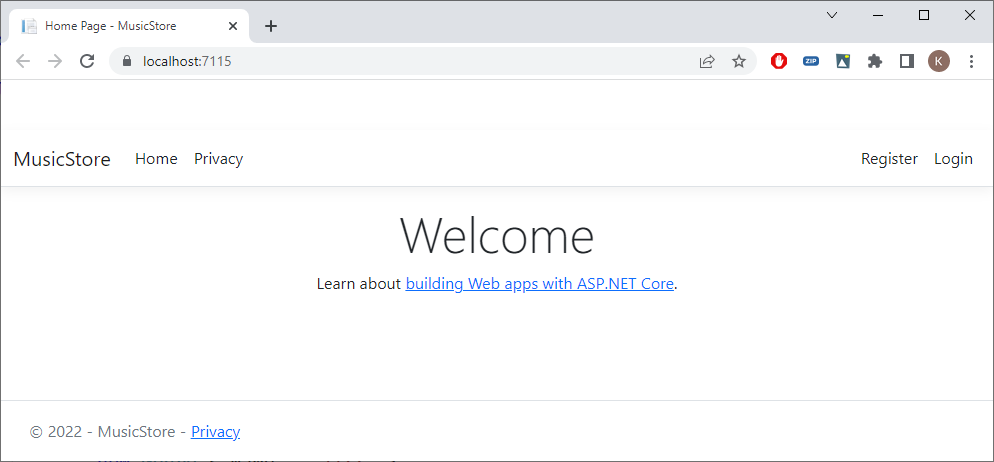 Home Page - MusicStore
localhost:7115
ZIP
K
MusicStore Home Privacy Register Login
Welcome
Learn about building Web apps with ASP.NET Core.
© 2022 - MusicStore - Privacy